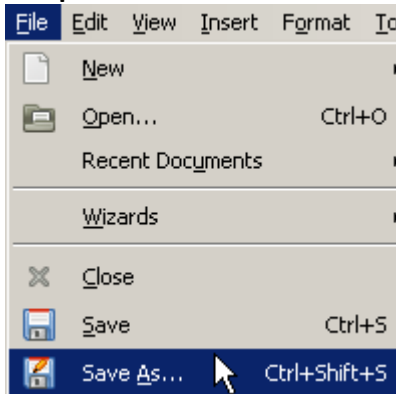 File Edit View Insert Format
New
Open... Ctrl+O
Recent Documents
Wizards
Close
Save Ctrl+S
Save As... Ctrl+Shift+S